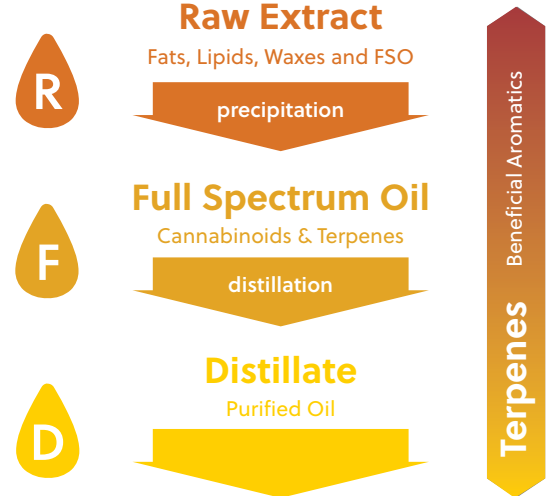 R
Raw Extract
Fats, Lipids, Waxes and FSO
precipitation
F
Full Spectrum Oil
Cannabinoids & Terpenes
distillation
D
Distillate
Purified Oil
Terpenes Beneficial Aromatics